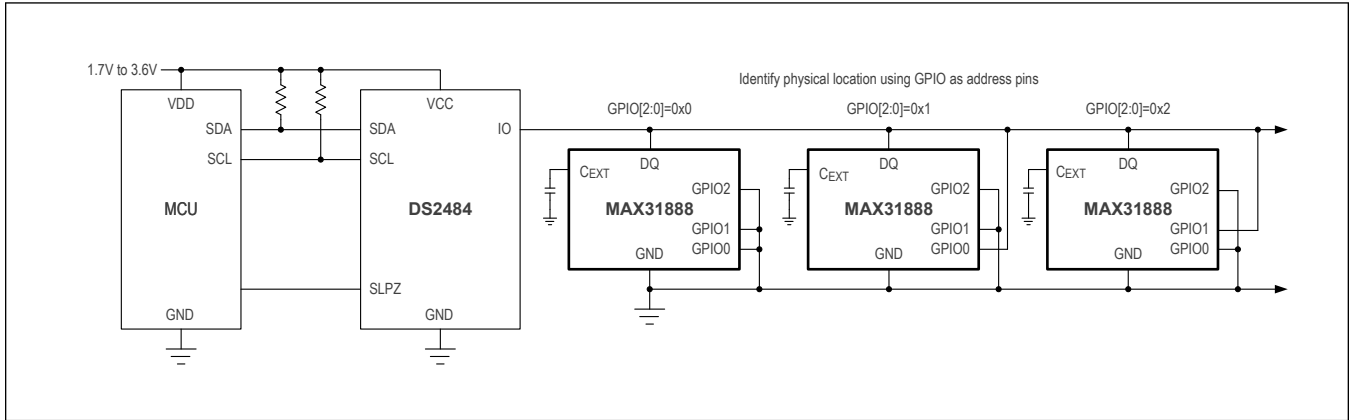 1.7V to 3.6V
Identify physical location using GPIO as address pins
VDD
VCC
GPIO[2:0]=0x0
GPIO[2:0]=0x1
GPIO[2:0]=0x2
SDA
SDA
IO
SCL
SCL
MCU
DS2484
SLPZ
GND
GND
CEXT
DQ
GPIO2
MAX31888
GPIO1
GND
GPIO0
CEXT
DQ
GPIO2
MAX31888
GPIO1
GND
GPIO0
CEXT
DQ
GPIO2
MAX31888
GPIO1
GND
GPIO0